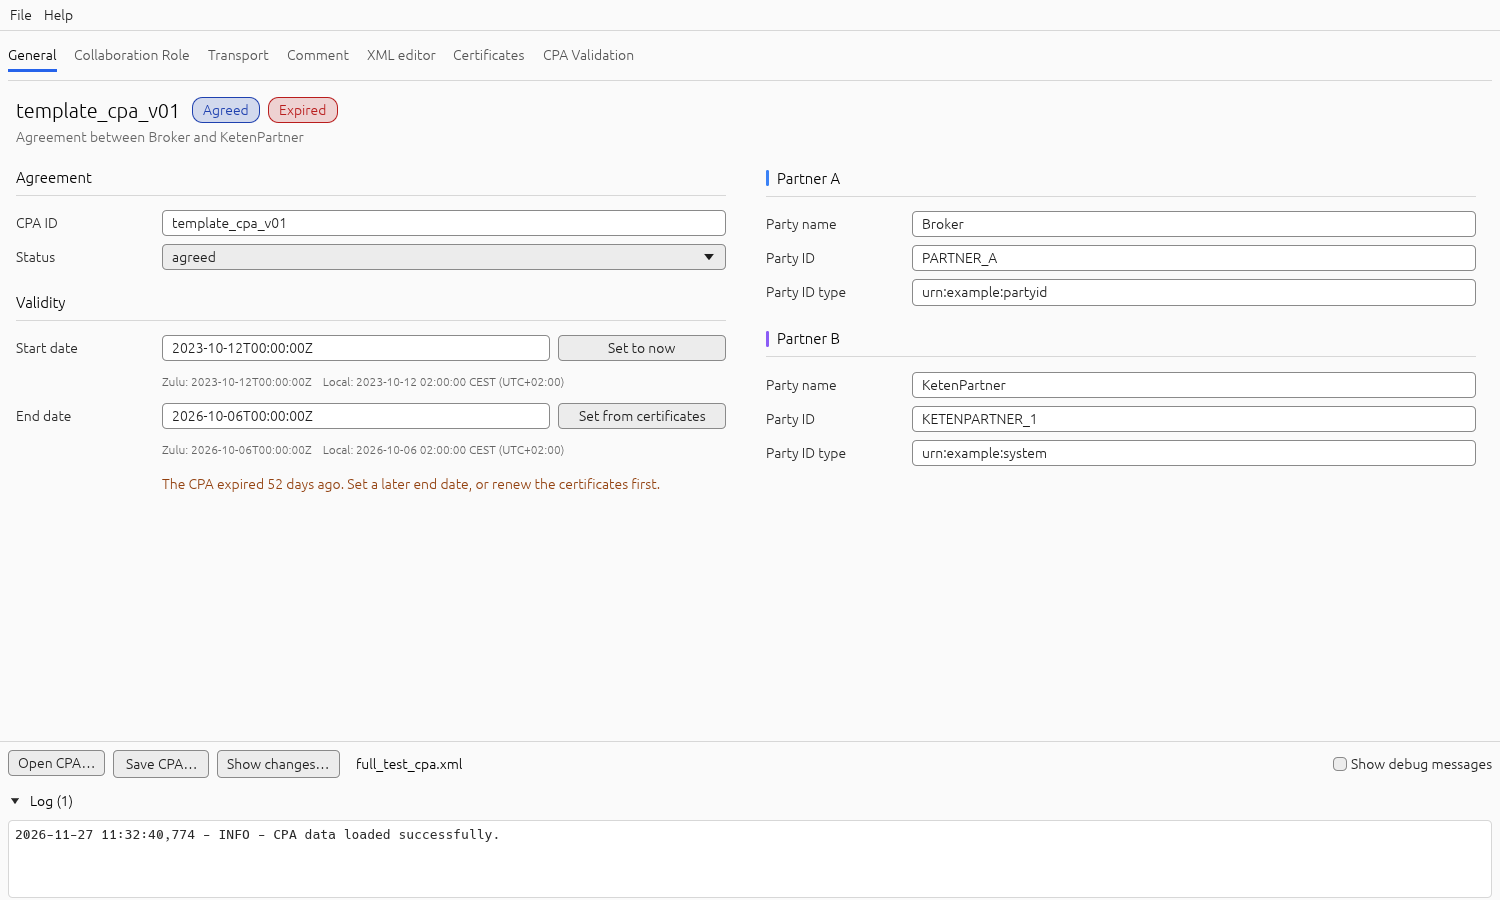 File Help
General Collaboration Role Transport Comment XML editor Certificates CPA Validation
template_cpa_v01 Agreed Expired
Agreement between Broker and KetenPartner
Agreement
CPA ID template_cpa_v01
Status agreed
Validity
Start date 2023-10-12T00:00:00Z Set to now
Zulu: 2023-10-12T00:00:00Z Local: 2023-10-12 02:00:00 CEST (UTC+02:00)
End date 2026-10-06T00:00:00Z Set from certificates
Zulu: 2026-10-06T00:00:00Z Local: 2026-10-06 02:00:00 CEST (UTC+02:00)
The CPA expired 52 days ago. Set a later end date, or renew the certificates first.
Partner A
Party name Broker
Party ID PARTNER_A
Party ID type urn:example:partyid
Partner B
Party name KetenPartner
Party ID KETENPARTNER_1
Party ID type urn:example:system
Open CPA... Save CPA... Show changes... full_test_cpa.xml Show debug messages
Log (1)
2026-11-27 11:32:40,774 - INFO - CPA data loaded successfully.